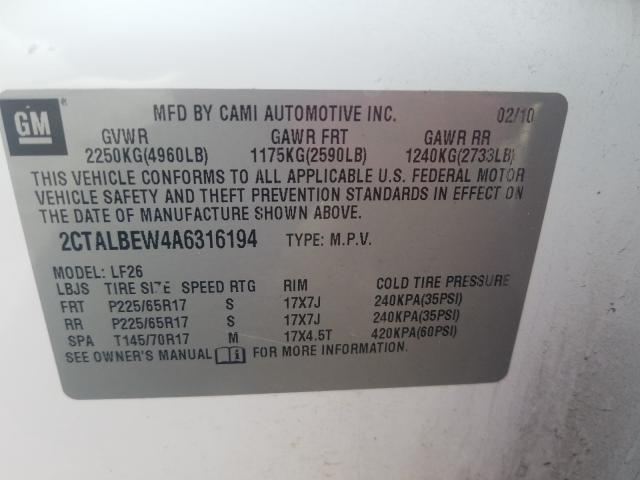 GM ®
MFD BY CAMI AUTOMOTIVE INC. 02/10
GVWR GAWR FRT GAWR RR
2250KG(4960LB) 1175KG(2590LB) 1240KG(2733LB)
THIS VEHICLE CONFORMS TO ALL APPLICABLE U.S. FEDERAL MOTOR
VEHICLE SAFETY AND THEFT PREVENTION STANDARDS IN EFFECT ON
THE DATE OF MANUFACTURE SHOWN ABOVE.
2CTALBEW4A6316194 TYPE: M.P.V.
MODEL: LF26
LBJS TIRE SIZE SPEED RTG RIM COLD TIRE PRESSURE
FRT P225/65R17 S 17X7J 240KPA(35PSI)
RR P225/65R17 S 17X7J 240KPA(35PSI)
SPA T145/70R17 M 17X4.5T 420KPA(60PSI)
SEE OWNER'S MANUAL i FOR MORE INFORMATION.